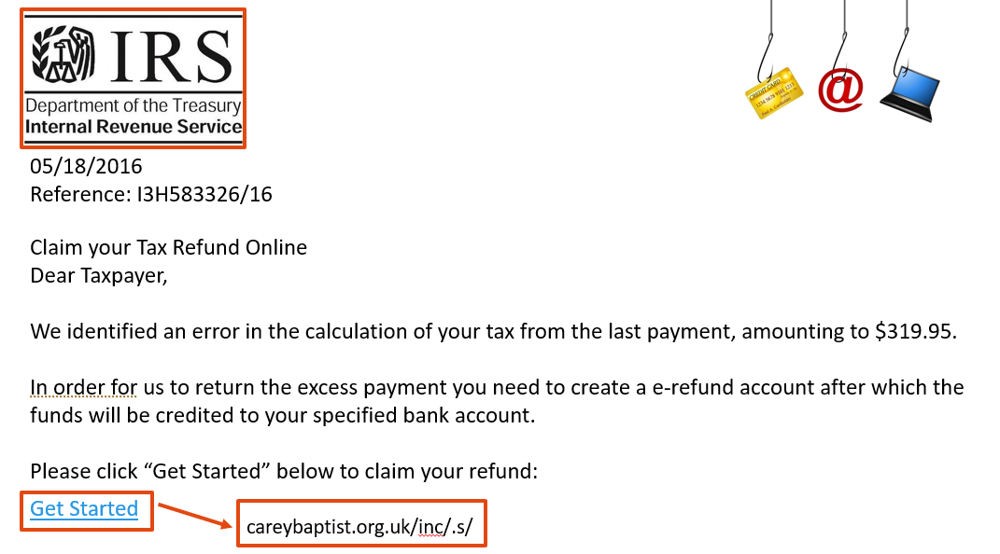 IRS
Department of the Treasury
Internal Revenue Service
CREDIT CARD
@
05/18/2016
Reference: I3H583326/16
Claim your Tax Refund Online
Dear Taxpayer,
We identified an error in the calculation of your tax from the last payment, amounting to $319.95.
In order for us to return the excess payment you need to create a e-refund account after which the
funds will be credited to your specified bank account.
Please click “Get Started” below to claim your refund:
Get Started
careybaptist.org.uk/inc/.s/